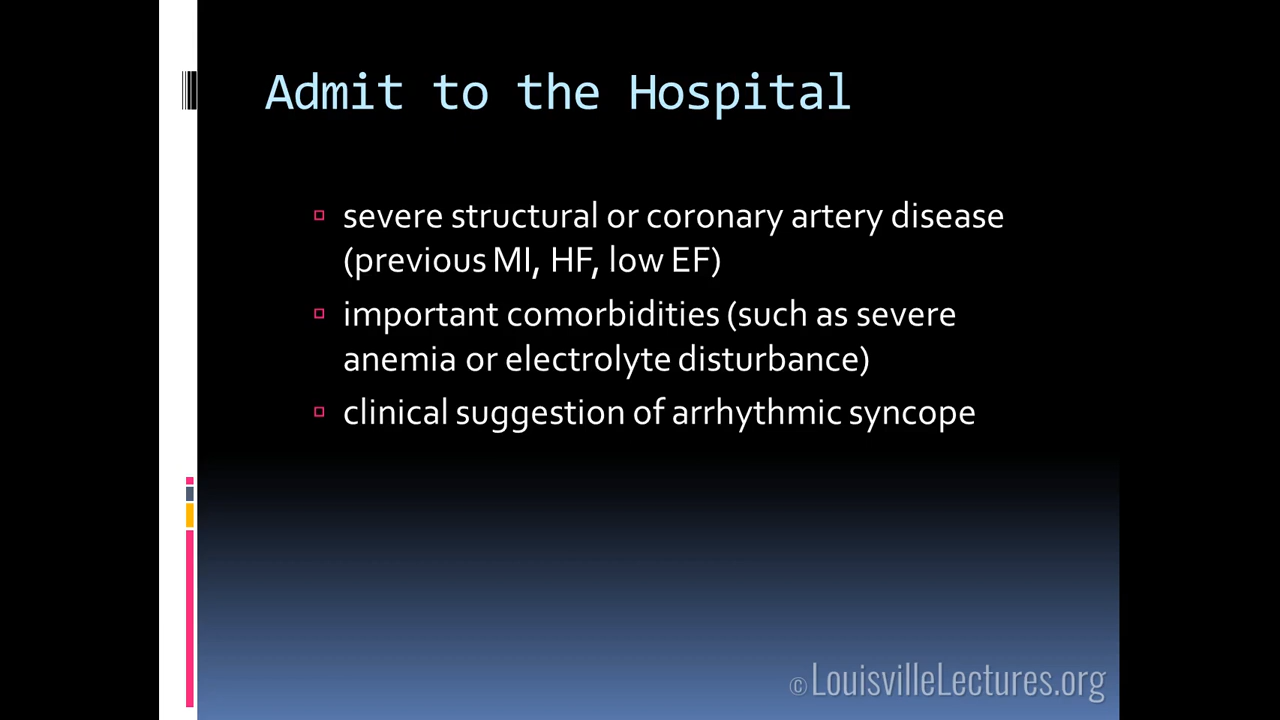 Admit to the Hospital
severe structural or coronary artery disease
(previous MI, HF, low EF)
important comorbidities (such as severe
anemia or electrolyte disturbance)
clinical suggestion of arrhythmic syncope
© LouisvilleLectures.org